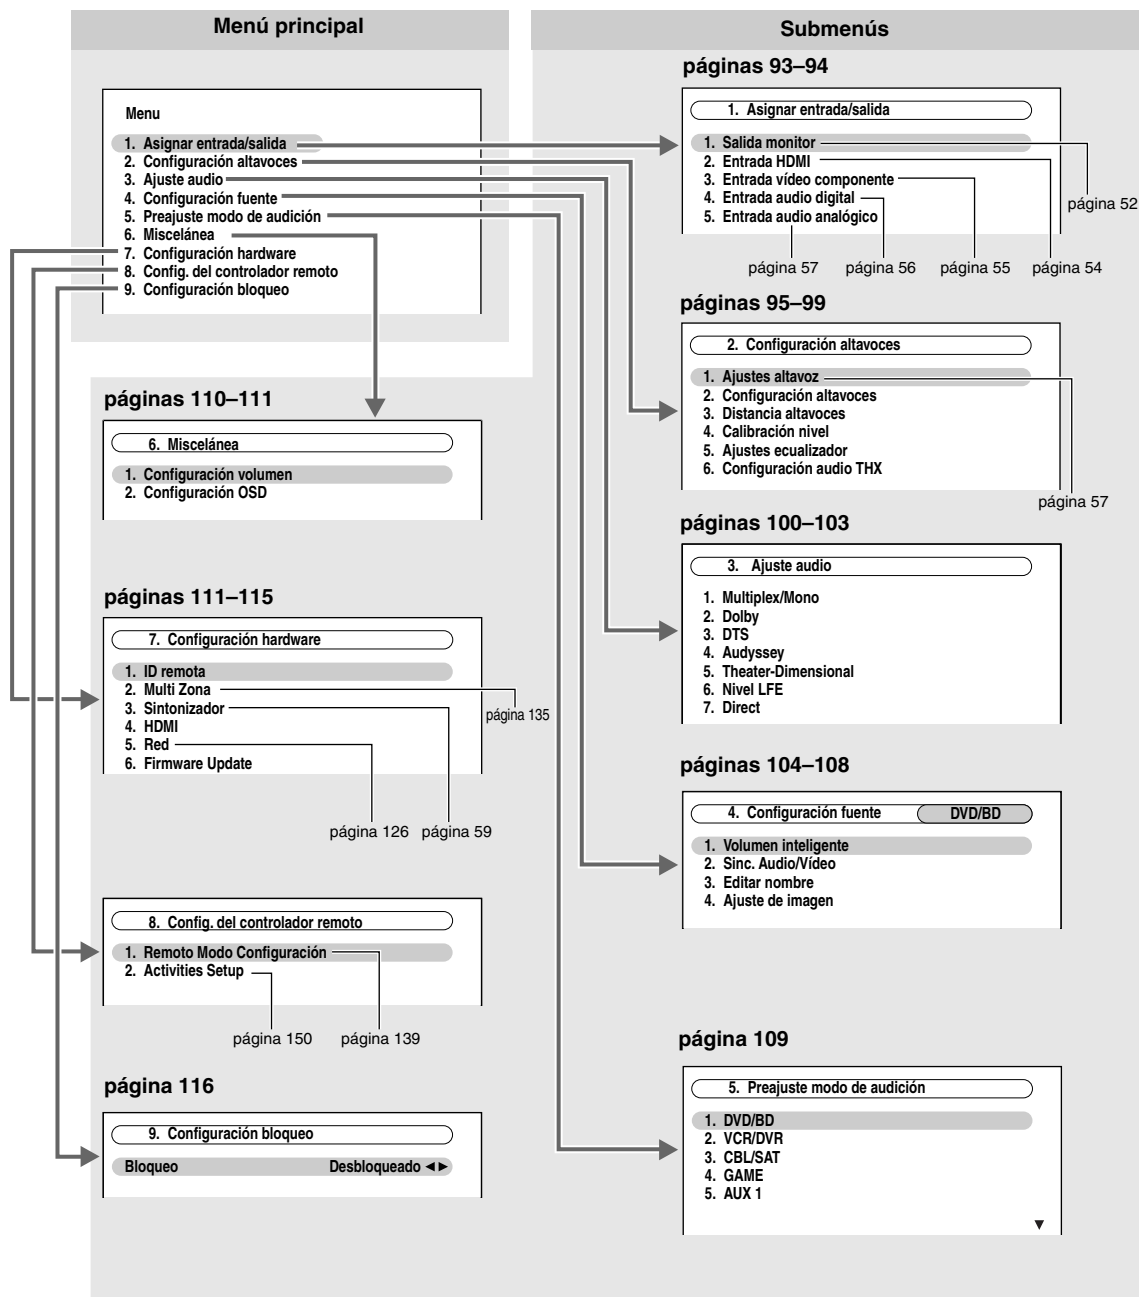 Menú principal
Menu
1. Asignar entrada/salida
2. Configuración altavoces
3. Ajuste audio
4. Configuración fuente
5. Preajuste modo de audición
6. Miscelánea
7. Configuración hardware
8. Config. del controlador remoto
9. Configuración bloqueo
Submenús
páginas 93–94
1. Asignar entrada/salida
1. Salida monitor
2. Entrada HDMI
3. Entrada vídeo componente
4. Entrada audio digital
5. Entrada audio analógico
página 52
página 57
página 56
página 55
página 54
páginas 95–99
2. Configuración altavoces
1. Ajustes altavoz
2. Configuración altavoces
3. Distancia altavoces
4. Calibración nivel
5. Ajustes ecualizador
6. Configuración audio THX
página 57
páginas 100–103
3. Ajuste audio
1. Multiplex/Mono
2. Dolby
3. DTS
4. Audyssey
5. Theater-Dimensional
6. Nivel LFE
7. Direct
páginas 104–108
4. Configuración fuente
DVD/BD
1. Volumen inteligente
2. Sinc. Audio/Vídeo
3. Editar nombre
4. Ajuste de imagen
página 109
5. Preajuste modo de audición
1. DVD/BD
2. VCR/DVR
3. CBL/SAT
4. GAME
5. AUX 1
▼
páginas 110–111
6. Miscelánea
1. Configuración volumen
2. Configuración OSD
páginas 111–115
7. Configuración hardware
1. ID remota
2. Multi Zona
3. Sintonizador
4. HDMI
5. Red
6. Firmware Update
página 135
página 126
página 59
8. Config. del controlador remoto
1. Remoto Modo Configuración
2. Activities Setup
página 150
página 139
página 116
9. Configuración bloqueo
Bloqueo Desbloqueado ◄►